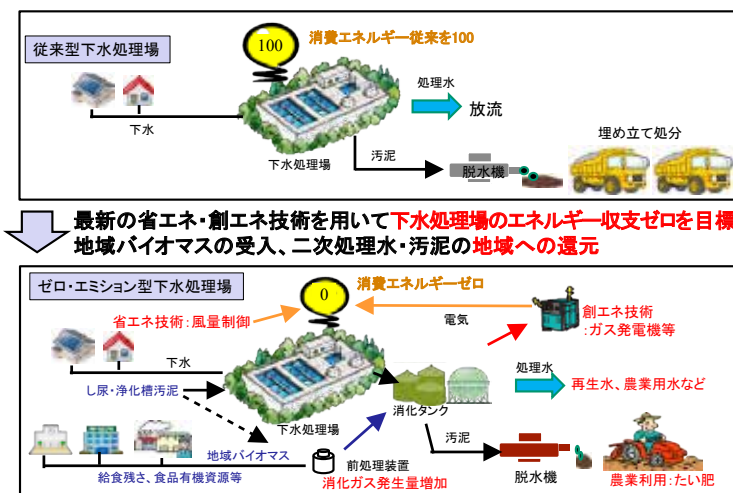 従来型下水処理場
100
消費エネルギー従来を100
下水
下水処理場
処理水
放流
汚泥
脱水機
埋め立て処分
最新の省エネ・創エネ技術を用いて下水処理場のエネルギー収支ゼロを目標
地域バイオマスの受入、二次処理水・汚泥の地域への還元
ゼロ・エミション型下水処理場
0
消費エネルギーゼロ
省エネ技術:風量制御
電気
創エネ技術
:ガス発電機等
下水
し尿・浄化槽汚泥
下水処理場
消化タンク
処理水
再生水、農業用水など
地域バイオマス
給食残さ、食品有機資源等
前処理装置
消化ガス発生量増加
汚泥
脱水機
農業利用:たい肥